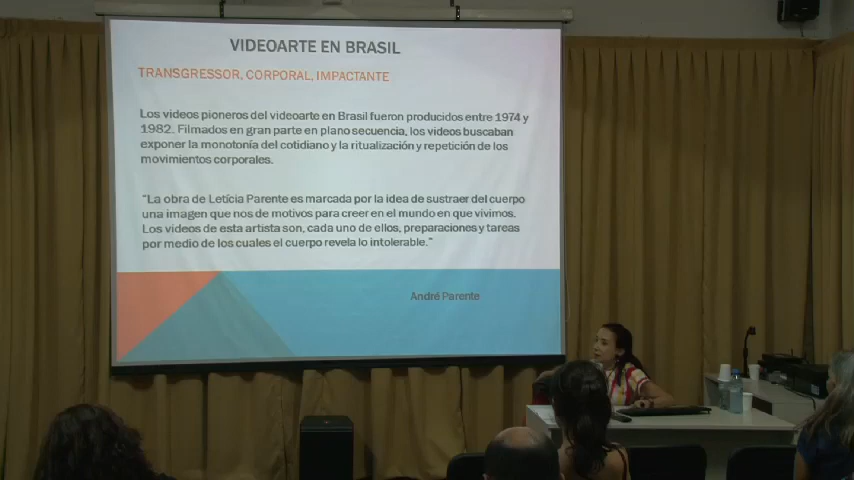 VIDEOARTE EN BRASIL
TRANSGRESSOR, CORPORAL, IMPACTANTE
Los videos pioneros del videoarte en Brasil fueron producidos entre 1974 y
1982. Filmados en gran parte en plano secuencia, los videos buscaban
exponer la monotonía del cotidiano y la ritualización y repetición de los
movimientos corporales.
"La obra de Letícia Parente es marcada por la idea de sustraer del cuerpo
una imagen que nos de motivos para creer en el mundo en que vivimos.
Los videos de esta artista son, cada uno de ellos, preparaciones y tareas
por medio de los cuales el cuerpo revela lo intolerable."
André Parente